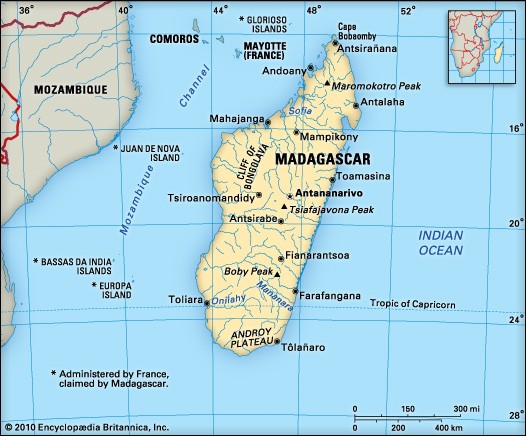 36°
40°
44°
48°
52°
* GLORIOSO
ISLANDS
Cape
Bobaomby
COMOROS
MAYOTTE
(FRANCE)
Antsirañana
Andoany
Maromokotro Peak
MOZAMBIQUE
Channel
Antalaha
Sofia
Mahajanga
16°
Mampikony
* JUAN DE NOVA
ISLAND
CLIFF OF
BONGOLAVA
MADAGASCAR
Toamasina
Mozambique
Tsiroanomandidy
Antananarivo
Tsiafajavona Peak
Antsirabe
20°
INDIAN
OCEAN
Fianarantsoa
* BASSAS DA INDIA
ISLANDS
Boby Peak
* EUROPA
ISLAND
Mananara
Toliara
Onilahy
Farafangana
Tropic of Capricorn
24°
ANDROY
PLATEAU
Tôlañaro
* Administered by France,
claimed by Madagascar.
0 150 300 mi
0 200 400 km
28°
© 2010 Encyclopædia Britannica, Inc.